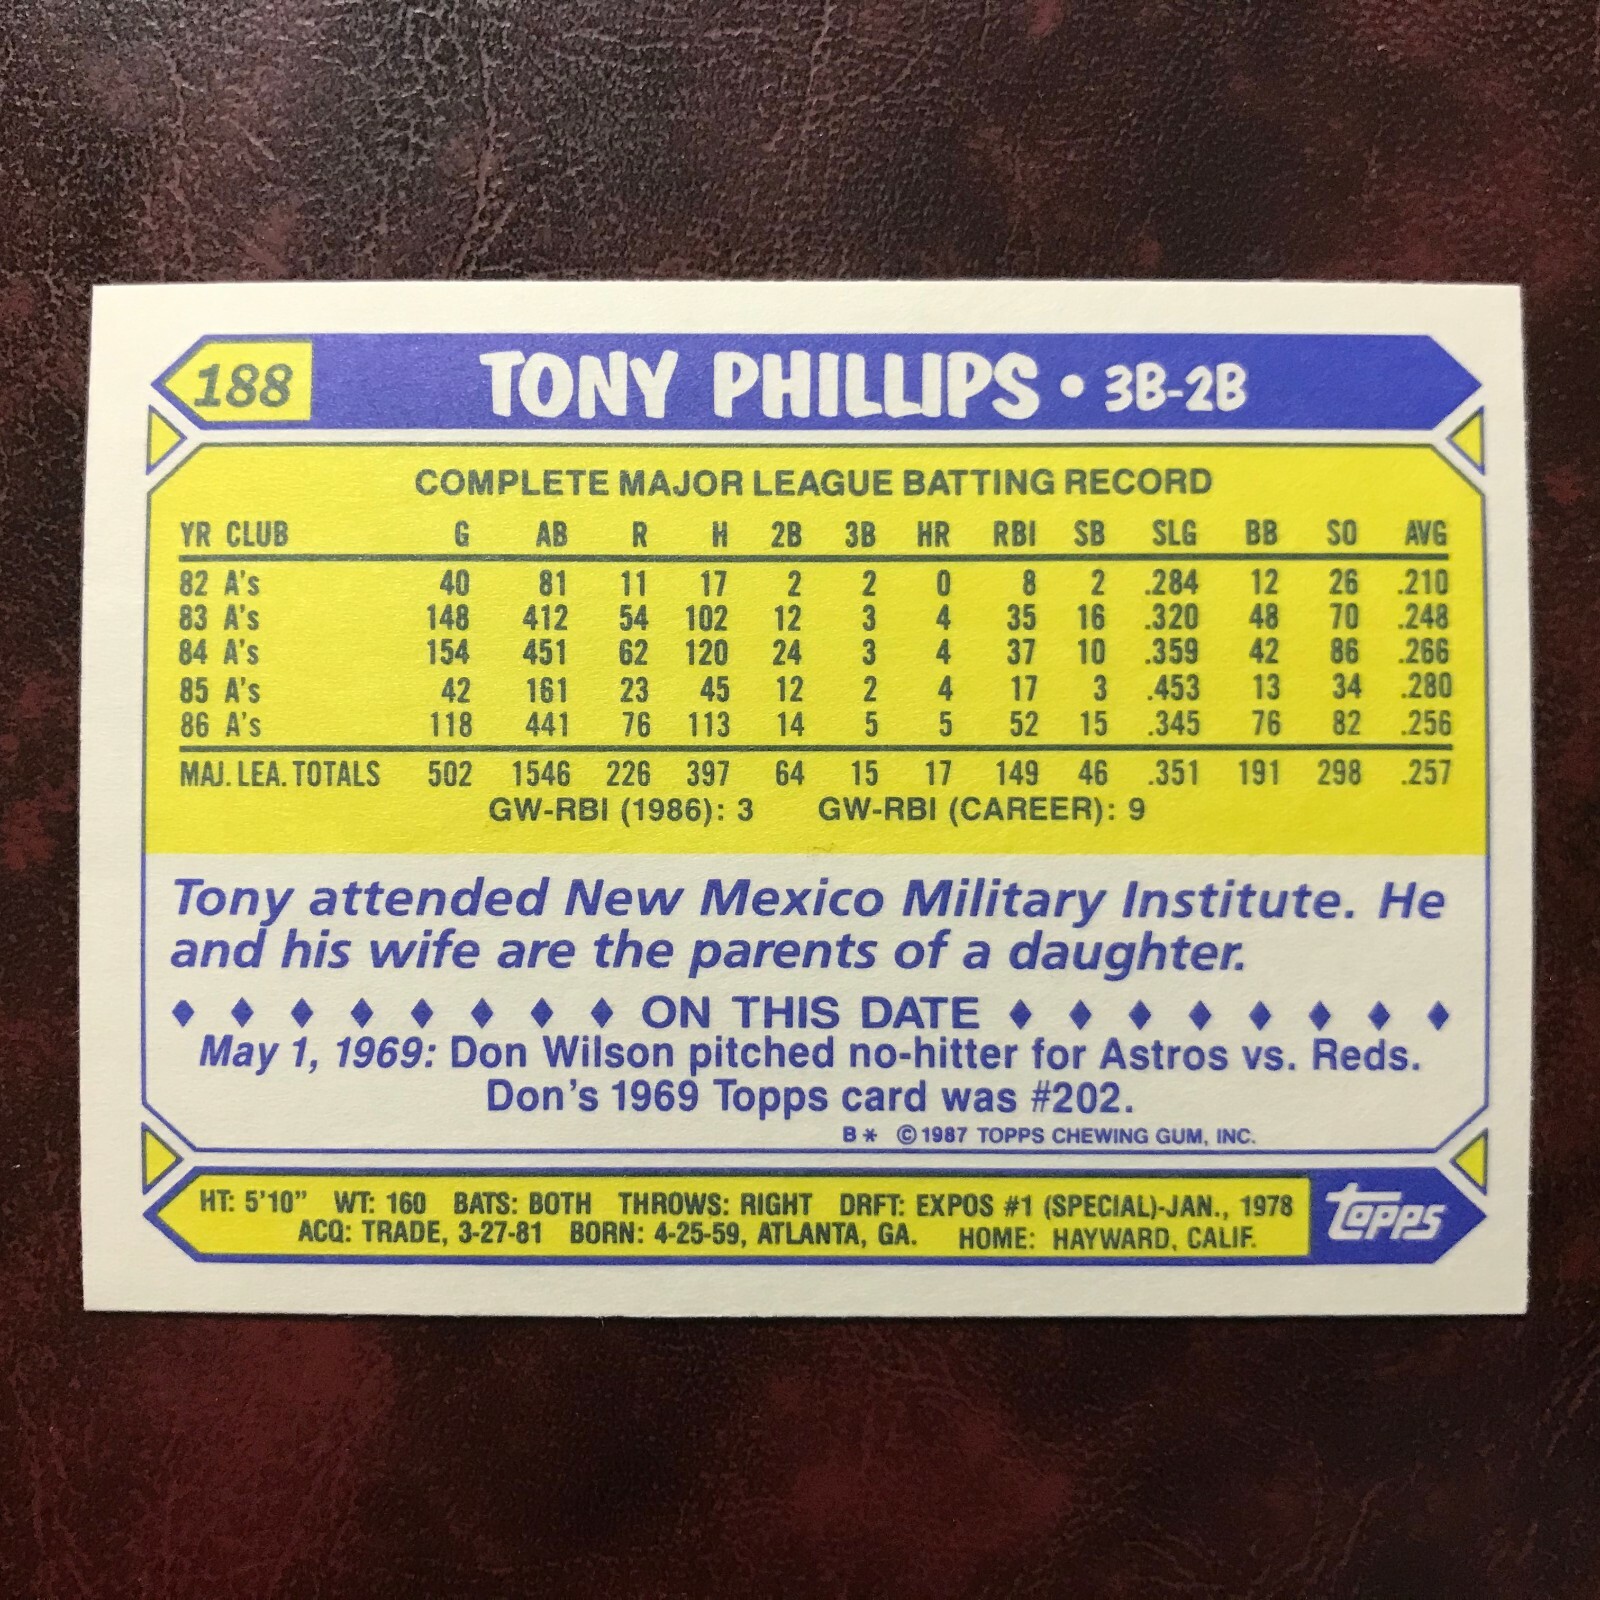 188 TONY PHILLIPS • 3B-2B
COMPLETE MAJOR LEAGUE BATTING RECORD
YR CLUB G AB R H 2B 3B HR RBI SB SLG BB SO AVG
82 A's 40 81 11 17 2 2 0 8 2 .284 12 26 .210
83 A's 148 412 54 102 12 3 4 35 16 .320 48 70 .248
84 A's 154 451 62 120 24 3 4 37 10 .359 42 86 .266
85 A's 42 161 23 45 12 2 4 17 3 .453 13 34 .280
86 A's 118 441 76 113 14 5 5 52 15 .345 76 82 .256
MAJ. LEA. TOTALS 502 1546 226 397 64 15 17 149 46 .351 191 298 .257
GW-RBI (1986): 3 GW-RBI (CAREER): 9
Tony attended New Mexico Military Institute. He
and his wife are the parents of a daughter.
ON THIS DATE
May 1, 1969: Don Wilson pitched no-hitter for Astros vs. Reds.
Don's 1969 Topps card was #202.
B* © 1987 TOPPS CHEWING GUM, INC.
HT: 5'10" WT: 160 BATS: BOTH THROWS: RIGHT DRFT: EXPOS #1 (SPECIAL)-JAN., 1978
ACQ: TRADE, 3-27-81 BORN: 4-25-59, ATLANTA, GA. HOME: HAYWARD, CALIF.
topps